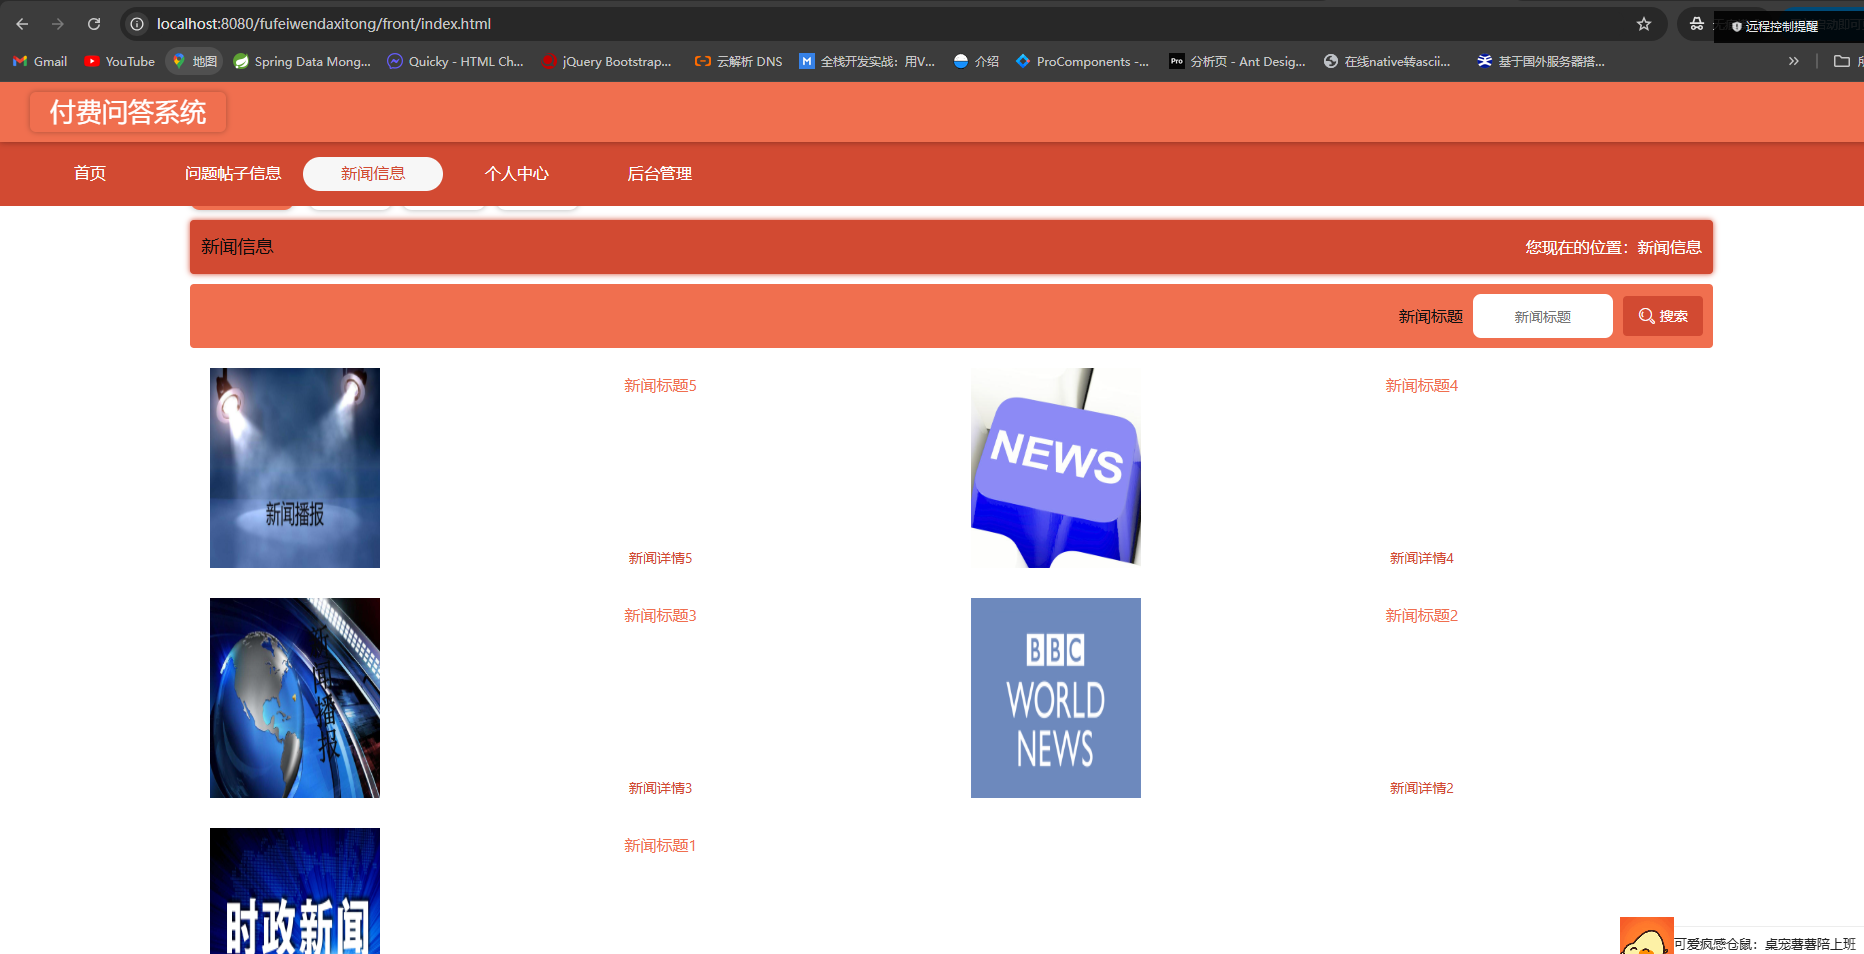 localhost:8080/fufeiwendaxitong/front/index.html
远程控制提醒
Gmail
YouTube
地图
Spring Data Mong...
Quicky - HTML Ch...
jQuery Bootstrap...
云解析 DNS
全栈开发实战：用V...
介绍
ProComponents -...
Pro
分析页 - Ant Desig...
在线native转ascii...
基于国外服务器搭...
付费问答系统
首页
问题帖子信息
新闻信息
个人中心
后台管理
新闻信息
您现在的位置：新闻信息
新闻标题
新闻标题
搜索
新闻播报
新闻标题5
新闻详情5
NEWS
新闻标题4
新闻详情4
新闻播报
新闻标题3
新闻详情3
BBC
WORLD
NEWS
新闻标题2
新闻详情2
时政新闻
新闻标题1
可爱疯感仓鼠：桌宠蕃蕃陪上班